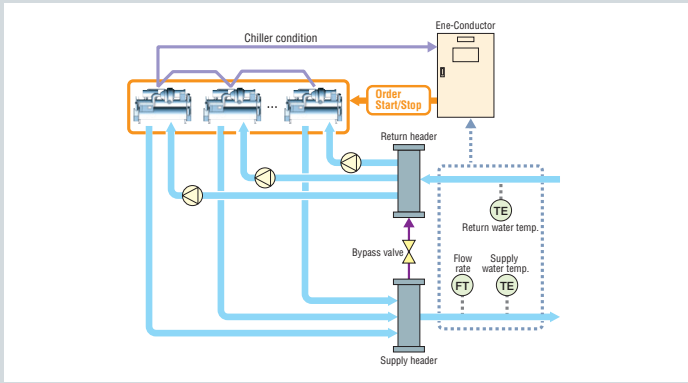 Ene-Conductor
Chiller condition
Order
Start/Stop
...
Return header
TE
Return water temp.
Bypass valve
Flow
rate
Supply
water temp.
FT
TE
Supply header